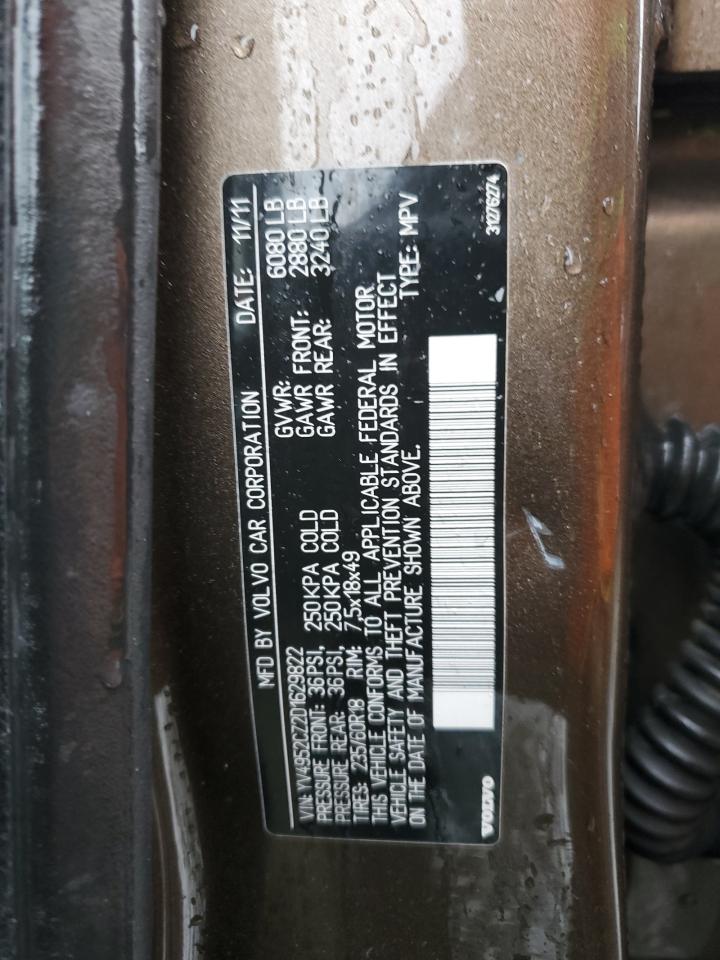 MFD BY VOLVO CAR CORPORATION DATE: 11/11
GVWR: 6080 LB
GAWR FRONT: 2880 LB
GAWR REAR: 3240 LB
VIN: YV4952CZ2D1629822
PRESSURE FRONT: 36PSI, 250KPA COLD
PRESSURE REAR: 36PSI, 250KPA COLD
TIRES: 235/60R18 RIM: 7,5x18x49
THIS VEHICLE CONFORMS TO ALL APPLICABLE FEDERAL MOTOR
VEHICLE SAFETY AND THEFT PREVENTION STANDARDS IN EFFECT
ON THE DATE OF MANUFACTURE SHOWN ABOVE. TYPE: MPV
VOLVO
31276274